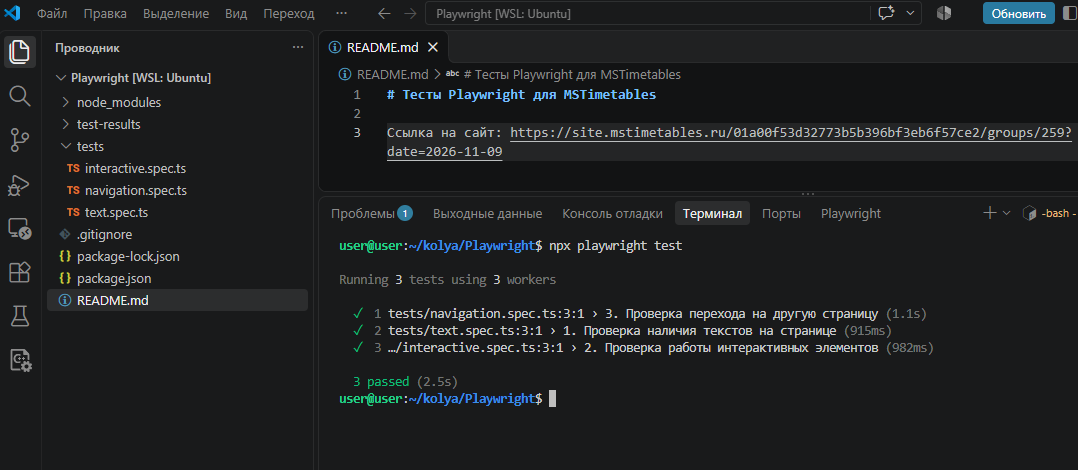 Файл Правка Выделение Вид Переход ··· Playwright [WSL: Ubuntu] Обновить
Проводник ···
Playwright [WSL: Ubuntu]
node_modules
test-results
tests
TS interactive.spec.ts
TS navigation.spec.ts
TS text.spec.ts
.gitignore
{} package-lock.json
{} package.json
README.md
README.md
README.md > abc # Тесты Playwright для MSTimetables
1 # Тесты Playwright для MSTimetables
2
3 Ссылка на сайт: https://site.mstimetables.ru/01a00f53d32773b5b396bf3eb6f57ce2/groups/259?
date=2026-11-09
Проблемы 1 Выходные данные Консоль отладки Терминал Порты Playwright -bash -
user@user:~/kolya/Playwright$ npx playwright test
Running 3 tests using 3 workers
✓ 1 tests/navigation.spec.ts:3:1 › 3. Проверка перехода на другую страницу (1.1s)
✓ 2 tests/text.spec.ts:3:1 › 1. Проверка наличия текстов на странице (915ms)
✓ 3 …/interactive.spec.ts:3:1 › 2. Проверка работы интерактивных элементов (982ms)
3 passed (2.5s)
user@user:~/kolya/Playwright$